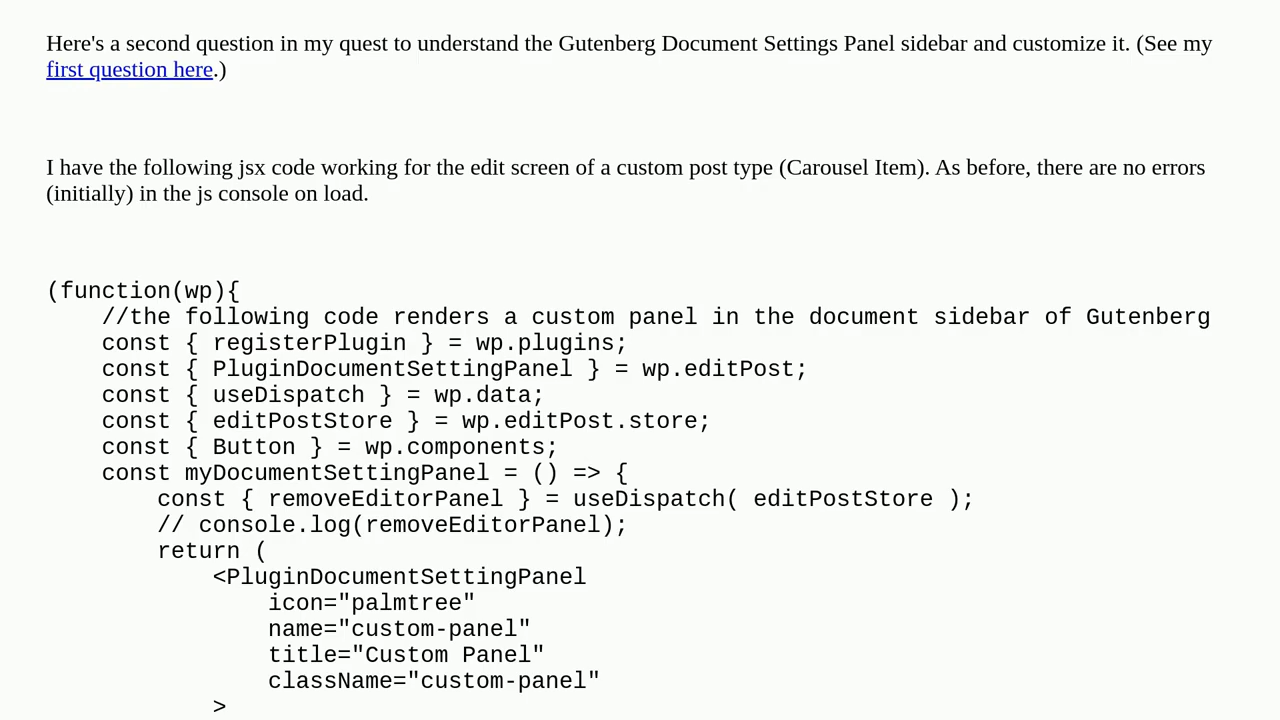 Here's a second question in my quest to understand the Gutenberg Document Settings Panel sidebar and customize it. (See my
first question here.)
I have the following jsx code working for the edit screen of a custom post type (Carousel Item). As before, there are no errors
(initially) in the js console on load.
(function(wp){
    //the following code renders a custom panel in the document sidebar of Gutenberg
    const { registerPlugin } = wp.plugins;
    const { PluginDocumentSettingPanel } = wp.editPost;
    const { useDispatch } = wp.data;
    const { editPostStore } = wp.editPost.store;
    const { Button } = wp.components;
    const myDocumentSettingPanel = () => {
        const { removeEditorPanel } = useDispatch( editPostStore );
        // console.log(removeEditorPanel);
        return (
            <PluginDocumentSettingPanel
                icon="palmtree"
                name="custom-panel"
                title="Custom Panel"
                className="custom-panel"
            >